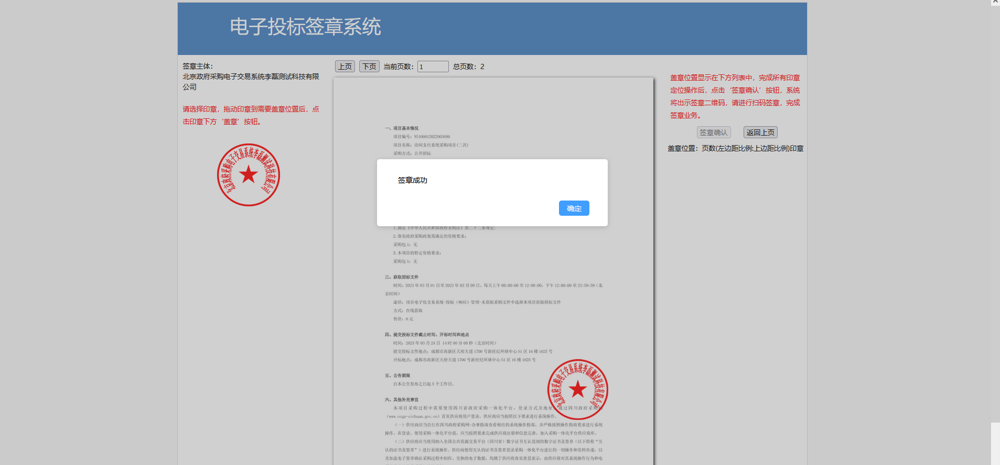 电子投标签章系统
签章主体：
北京政府采购电子交易系统李磊测试科技有限
公司
请选择印章，拖动印章到需要盖章位置后，点
击印章下方‘盖章’按钮。
北京政府采购电子交易系统李磊测试科技有限公司
上页 下页 当前页数： 1 总页数：2
一、项目基本情况
项目编号：N5100012022003680
项目名称：诊间支付系统采购项目(二次)
采购方式：公开招标
签章成功
确定
1.满足《中华人民共和国政府采购法》第二十二条规定;
2.落实政府采购政策需满足的资格要求：
采购包1：无
3.本项目的特定资格要求：
采购包1：无
三、获取招标文件
时间：2023年03月01日至2023年03月08日，每天上午00:00:00至12:00:00，下午12:00:00至23:59:59（北
京时间）
途径：项目电子化交易系统-投标（响应）管理-未获取采购文件中选择本项目获取招标文件
方式：在线获取
售价：0元
四、提交投标文件截止时间、开标时间和地点
时间：2023年03月24日 14时00分00秒（北京时间）
提交投标文件地点：成都市高新区天府大道1700号新世纪环球中心S1区16楼1625号
开标地点：成都市高新区天府大道1700号新世纪环球中心S1区16楼1625号
五、公告期限
自本公告发布之日起5个工作日。
六、其他补充事宜
本项目采购过程中需要使用四川省政府采购一体化平台，登录方式及地址：通过四川政府采购
（www.ccgp-sichuan.gov.cn）首页供应商用户登录，供应商应当按照以下要求进行系统操作。
（一）供应商应当自行在四川政府采购网-办事指南查看相应的系统操作指南，并严格按照操作指南要求进行系统
操作。在登录、使用采购一体化平台前，应当按照要求完成供应商注册和信息完善，加入采购一体化平台供应商库。
（二）供应商应当使用纳入全国公共资源交易平台（四川省）数字证书互认范围的数字证书及签章（以下简称“互
认的证书及签章”）进行系统操作。供应商使用互认的证书及签章登录采购一体化平台进行的一切操作和资料传递，以
及加盖电子签章确认采购过程中制作、交换的电子数据，均属于供应商真实意思表示，由供应商对其系统操作行为和电
北京政府采购电子交易系统李磊测试科技有限公司
盖章位置显示在下方列表中，完成所有印章
定位操作后，点击‘签章确认’按钮，系统
将出示签章二维码，请进行扫码签章，完成
签章业务。
签章确认 返回上页
盖章位置：页数(左边距比例:上边距比例)印章